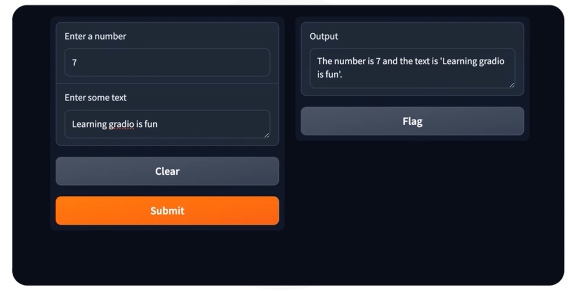 Enter a number
7
Enter some text
Learning gradio is fun
Clear
Submit
Output
The number is 7 and the text is 'Learning gradio
is fun'.
Flag